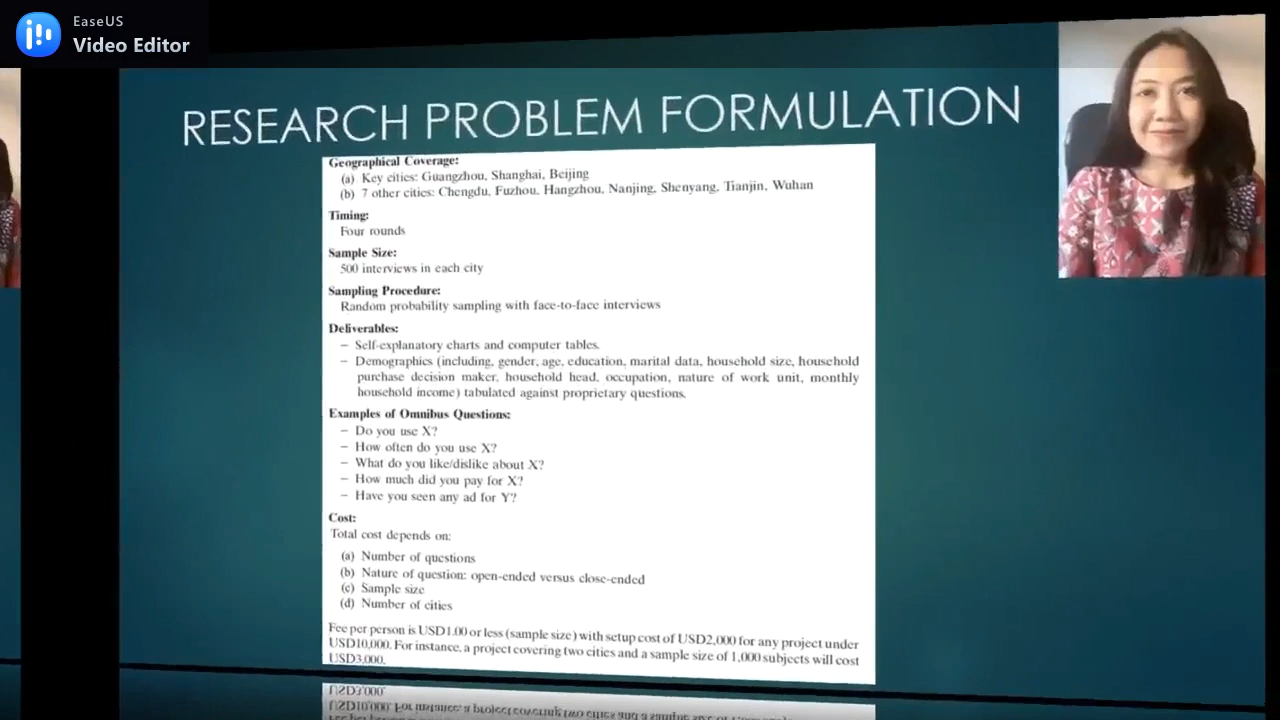 EaseUS
Video Editor
RESEARCH PROBLEM FORMULATION
Geographical Coverage:
(a) Key cities: Guangzhou, Shanghai, Beijing
(b) 7 other cities: Chengdu, Fuzhou, Hangzhou, Nanjing, Shenyang, Tianjin, Wuhan
Timing:
Four rounds
Sample Size:
500 interviews in each city
Sampling Procedure:
Random probability sampling with face-to-face interviews
Deliverables:
– Self-explanatory charts and computer tables.
– Demographics (including, gender, age, education, marital data, household size, household
purchase decision maker, household head, occupation, nature of work unit, monthly
household income) tabulated against proprietary questions.
Examples of Omnibus Questions:
– Do you use X?
– How often do you use X?
– What do you like/dislike about X?
– How much did you pay for X?
– Have you seen any ad for Y?
Cost:
Total cost depends on:
(a) Number of questions
(b) Nature of question: open-ended versus close-ended
(c) Sample size
(d) Number of cities
Fee per person is USD1.00 or less (sample size) with setup cost of USD2,000 for any project under
USD10,000. For instance, a project covering two cities and a sample size of 1,000 subjects will cost
USD3,000.